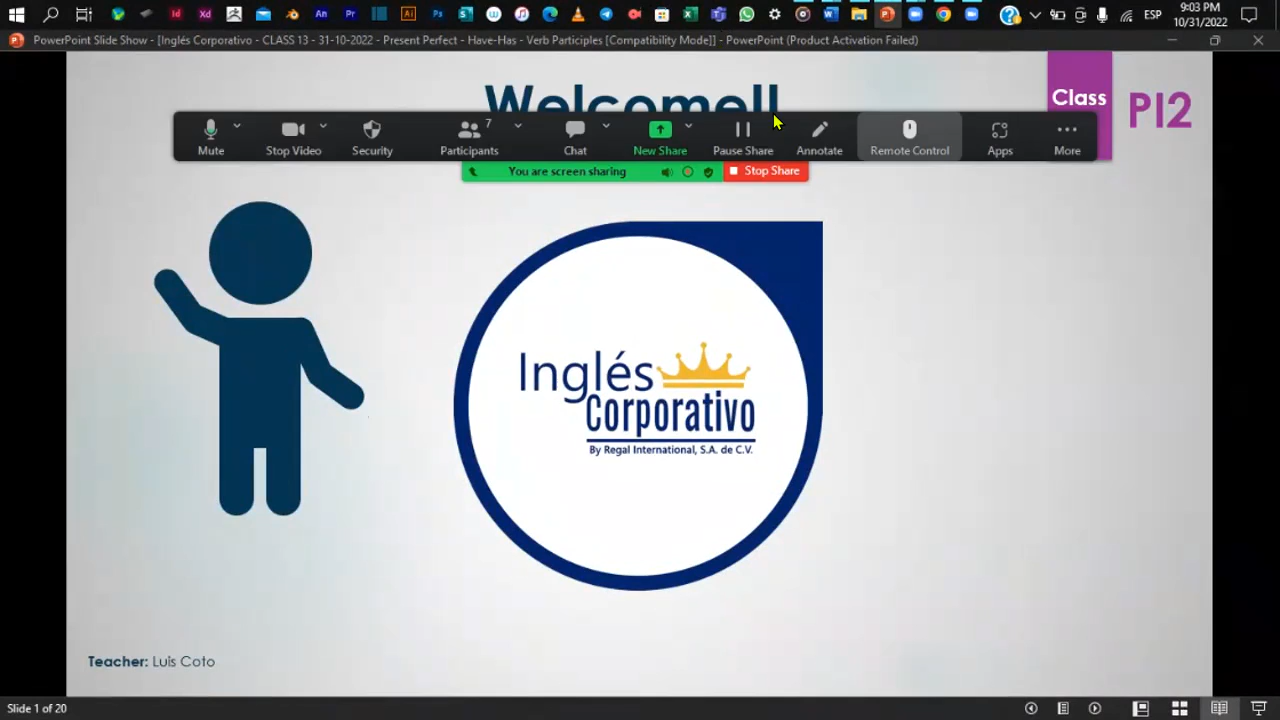 ESP
9:03 PM
10/31/2022
PowerPoint Slide Show - [Inglés Corporativo - CLASS 13 - 31-10-2022 - Present Perfect - Have-Has - Verb Participles [Compatibility Mode]] - PowerPoint (Product Activation Failed)
Class
PI2
7
Mute
Stop Video
Security
Participants
Chat
New Share
Pause Share
Annotate
Remote Control
Apps
More
You are screen sharing
Stop Share
Inglés
Corporativo
By Regal International, S.A. de C.V.
Teacher: Luis Coto
Slide 1 of 20